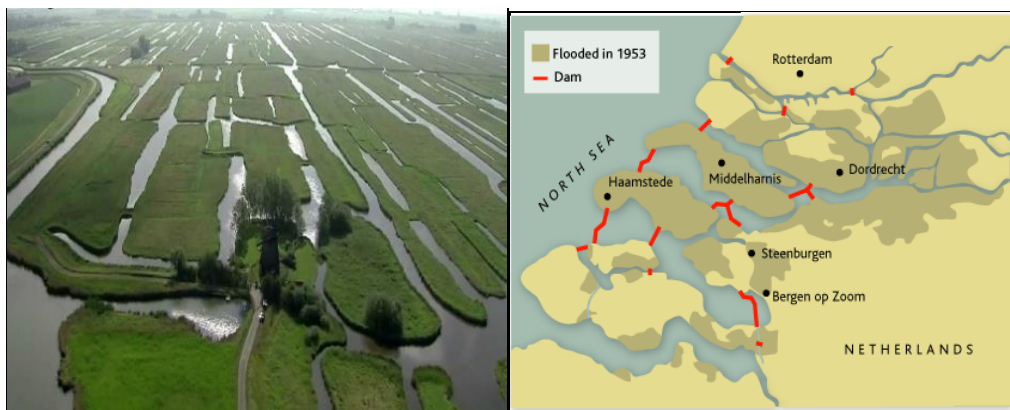 Flooded in 1953
Dam
Rotterdam
NORTH SEA
Dordrecht
Middelharnis
Haamstede
Steenburgen
Bergen op Zoom
NETHERLANDS